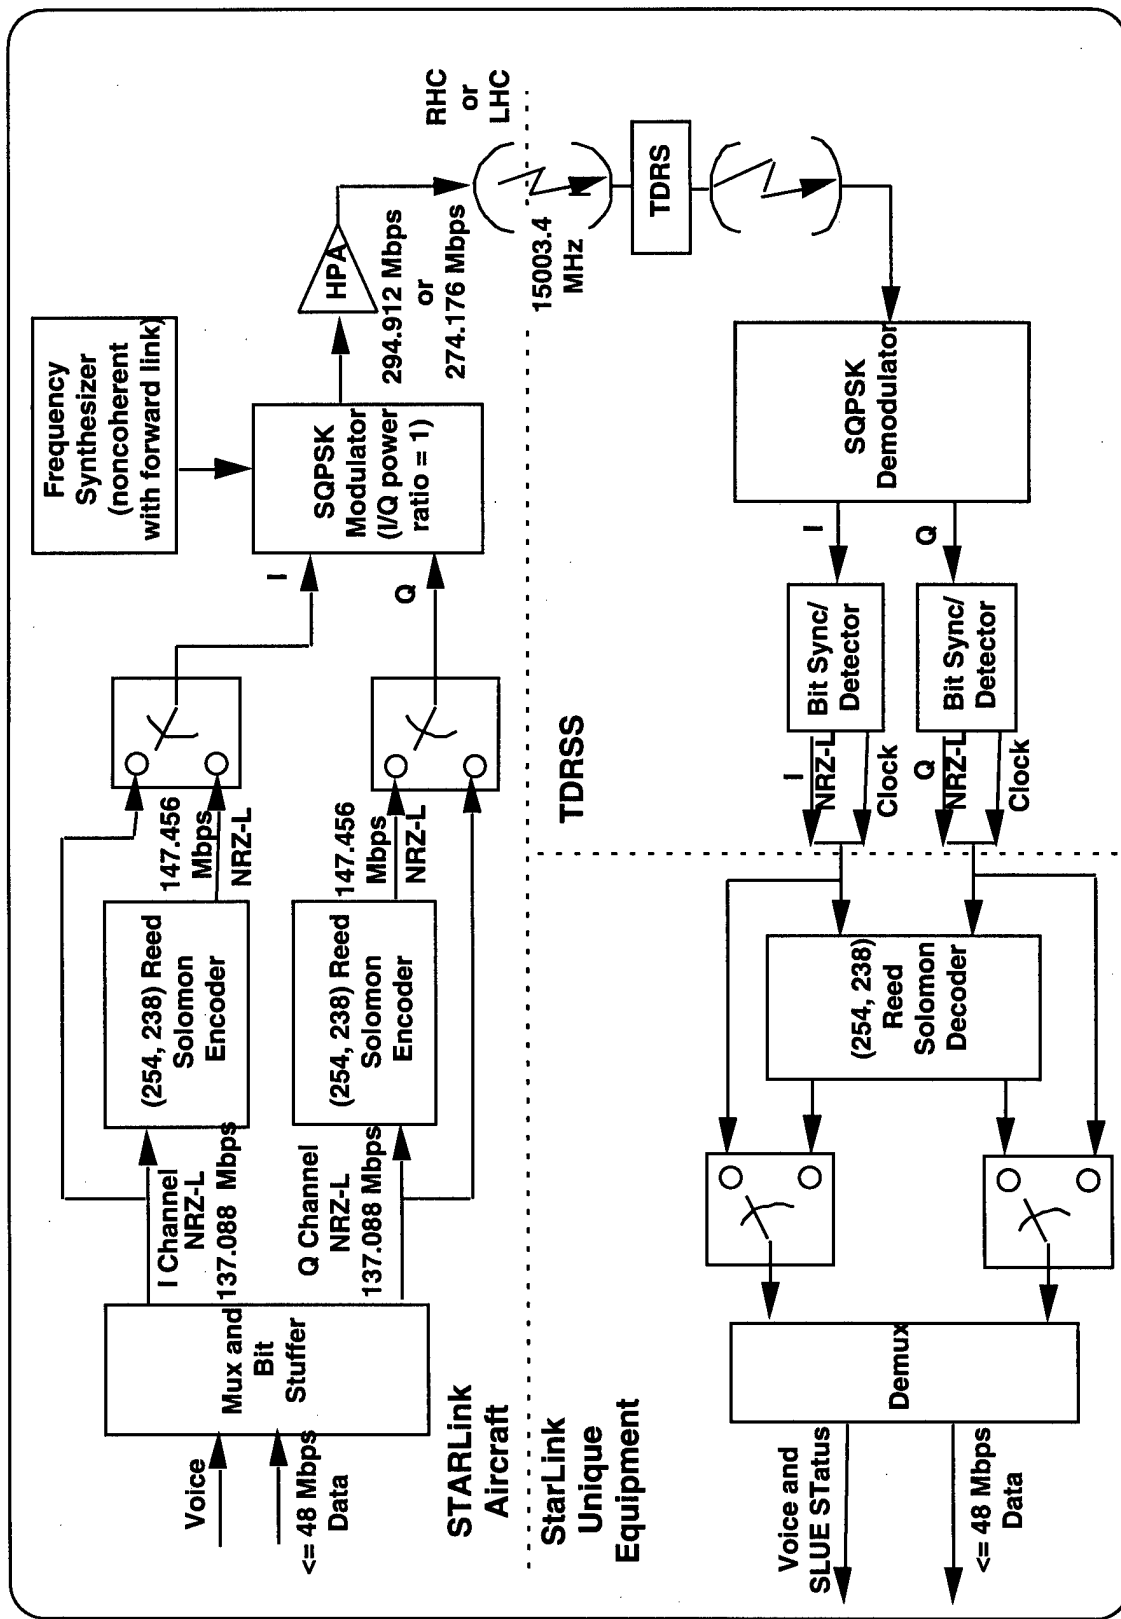 Voice
<= 48 Mbps
Data
Mux and
Bit
Stuffer
I Channel
NRZ-L
137.088 Mbps
Q Channel
NRZ-L
137.088 Mbps
(254, 238) Reed
Solomon
Encoder
(254, 238) Reed
Solomon
Encoder
147.456
Mbps
NRZ-L
147.456
Mbps
NRZ-L
I
Q
Frequency
Synthesizer
(noncoherent
with forward link)
SQPSK
Modulator
(I/Q power
ratio = 1)
HPA
294.912 Mbps
or
274.176 Mbps
RHC
or
LHC
STARLink
Aircraft
15003.4
MHz
TDRS
TDRSS
SQPSK
Demodulator
I
Q
Bit Sync/
Detector
Bit Sync/
Detector
I
NRZ-L
Clock
Q
NRZ-L
Clock
StarLink
Unique
Equipment
(254, 238)
Reed
Solomon
Decoder
Demux
Voice and
SLUE STatus
<= 48 Mbps
Data